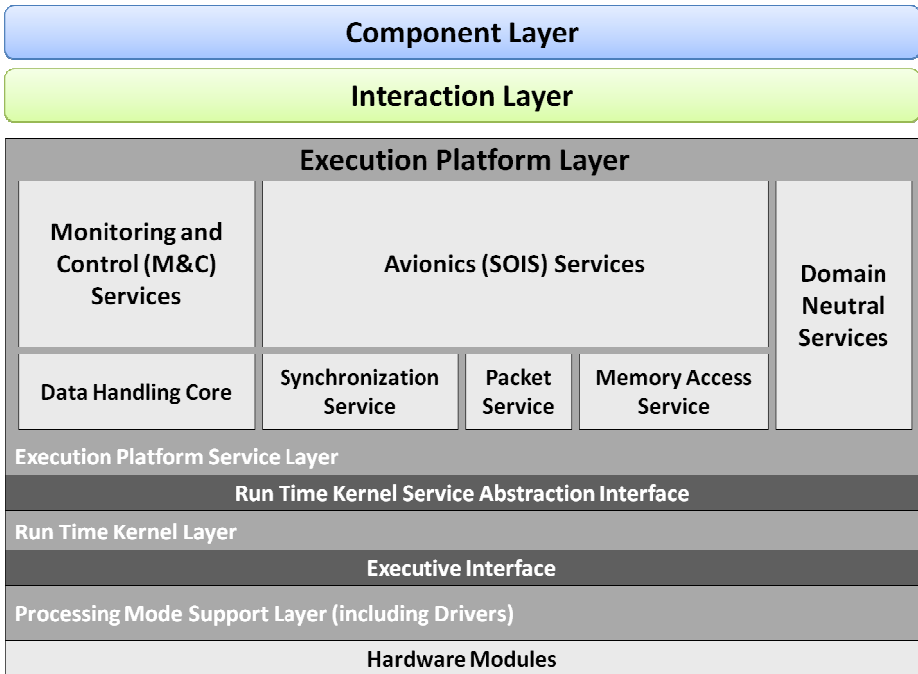 Component Layer
Interaction Layer
Execution Platform Layer
Monitoring and
Control (M&C)
Services
Avionics (SOIS) Services
Domain
Neutral
Services
Data Handling Core
Synchronization
Service
Packet
Service
Memory Access
Service
Execution Platform Service Layer
Run Time Kernel Service Abstraction Interface
Run Time Kernel Layer
Executive Interface
Processing Mode Support Layer (including Drivers)
Hardware Modules